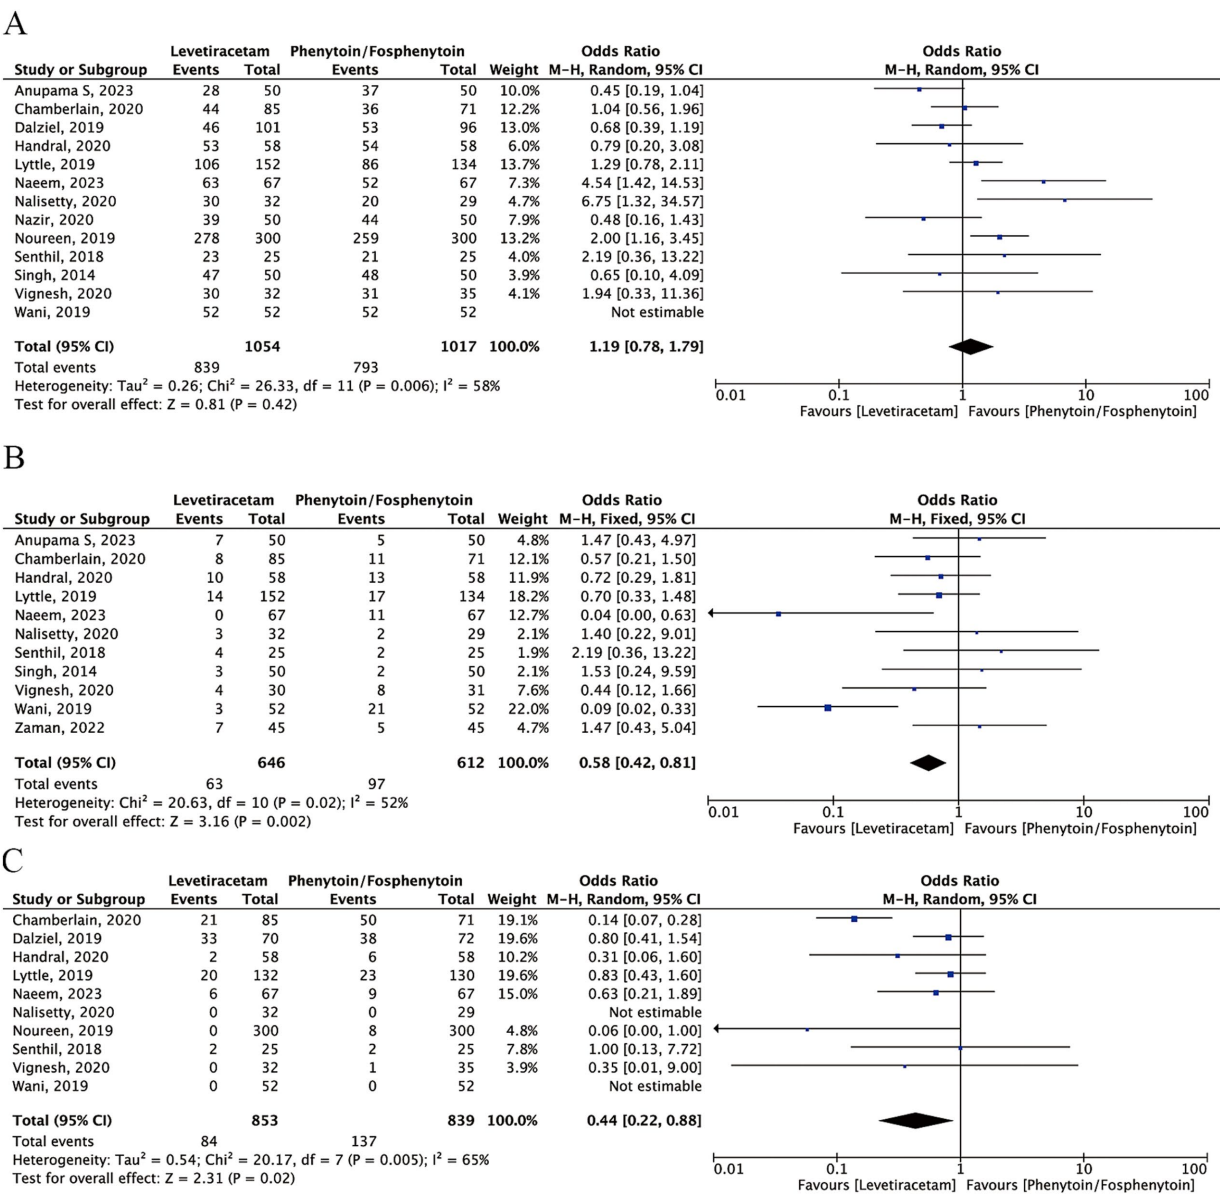 A
Levetiracetam Phenytoin/Fosphenytoin Odds Ratio Odds Ratio
Study or Subgroup Events Total Events Total Weight M-H, Random, 95% CI M-H, Random, 95% CI
Anupama S, 2023 28 50 37 50 10.0% 0.45 [0.19, 1.04]
Chamberlain, 2020 44 85 36 71 12.2% 1.04 [0.56, 1.96]
Dalziel, 2019 46 101 53 96 13.0% 0.68 [0.39, 1.19]
Handral, 2020 53 58 54 58 6.0% 0.79 [0.20, 3.08]
Lyttle, 2019 106 152 86 134 13.7% 1.29 [0.78, 2.11]
Naeem, 2023 63 67 52 67 7.3% 4.54 [1.42, 14.53]
Nalisetty, 2020 30 32 20 29 4.7% 6.75 [1.32, 34.57]
Nazir, 2020 39 50 44 50 7.9% 0.48 [0.16, 1.43]
Noureen, 2019 278 300 259 300 13.2% 2.00 [1.16, 3.45]
Senthil, 2018 23 25 21 25 4.0% 2.19 [0.36, 13.22]
Singh, 2014 47 50 48 50 3.9% 0.65 [0.10, 4.09]
Vignesh, 2020 30 32 31 35 4.1% 1.94 [0.33, 11.36]
Wani, 2019 52 52 52 52 Not estimable
Total (95% CI) 1054 1017 100.0% 1.19 [0.78, 1.79]
Total events 839 793
Heterogeneity: Tau² = 0.26; Chi² = 26.33, df = 11 (P = 0.006); I² = 58%
Test for overall effect: Z = 0.81 (P = 0.42)
0.01 0.1 1 10 100
Favours [Levetiracetam] Favours [Phenytoin/Fosphenytoin]
B
Levetiracetam Phenytoin/Fosphenytoin Odds Ratio Odds Ratio
Study or Subgroup Events Total Events Total Weight M-H, Fixed, 95% CI M-H, Fixed, 95% CI
Anupama S, 2023 7 50 5 50 4.8% 1.47 [0.43, 4.97]
Chamberlain, 2020 8 85 11 71 12.1% 0.57 [0.21, 1.50]
Handral, 2020 10 58 13 58 11.9% 0.72 [0.29, 1.81]
Lyttle, 2019 14 152 17 134 18.2% 0.70 [0.33, 1.48]
Naeem, 2023 0 67 11 67 12.7% 0.04 [0.00, 0.63]
Nalisetty, 2020 3 32 2 29 2.1% 1.40 [0.22, 9.01]
Senthil, 2018 4 25 2 25 1.9% 2.19 [0.36, 13.22]
Singh, 2014 3 50 2 50 2.1% 1.53 [0.24, 9.59]
Vignesh, 2020 4 30 8 31 7.6% 0.44 [0.12, 1.66]
Wani, 2019 3 52 21 52 22.0% 0.09 [0.02, 0.33]
Zaman, 2022 7 45 5 45 4.7% 1.47 [0.43, 5.04]
Total (95% CI) 646 612 100.0% 0.58 [0.42, 0.81]
Total events 63 97
Heterogeneity: Chi² = 20.63, df = 10 (P = 0.02); I² = 52%
Test for overall effect: Z = 3.16 (P = 0.002)
0.01 0.1 1 10 100
Favours [Levetiracetam] Favours [Phenytoin/Fosphenytoin]
C
Levetiracetam Phenytoin/Fosphenytoin Odds Ratio Odds Ratio
Study or Subgroup Events Total Events Total Weight M-H, Random, 95% CI M-H, Random, 95% CI
Chamberlain, 2020 21 85 50 71 19.1% 0.14 [0.07, 0.28]
Dalziel, 2019 33 70 38 72 19.6% 0.80 [0.41, 1.54]
Handral, 2020 2 58 6 58 10.2% 0.31 [0.06, 1.60]
Lyttle, 2019 20 132 23 130 19.6% 0.83 [0.43, 1.60]
Naeem, 2023 6 67 9 67 15.0% 0.63 [0.21, 1.89]
Nalisetty, 2020 0 32 0 29 Not estimable
Noureen, 2019 0 300 8 300 4.8% 0.06 [0.00, 1.00]
Senthil, 2018 2 25 2 25 7.8% 1.00 [0.13, 7.72]
Vignesh, 2020 0 32 1 35 3.9% 0.35 [0.01, 9.00]
Wani, 2019 0 52 0 52 Not estimable
Total (95% CI) 853 839 100.0% 0.44 [0.22, 0.88]
Total events 84 137
Heterogeneity: Tau² = 0.54; Chi² = 20.17, df = 7 (P = 0.005); I² = 65%
Test for overall effect: Z = 2.31 (P = 0.02)
0.01 0.1 1 10 100
Favours [Levetiracetam] Favours [Phenytoin/Fosphenytoin]